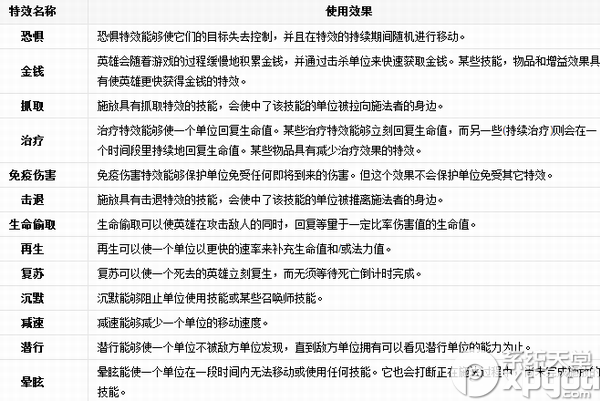 特效名称 使用效果
恐惧 恐惧特效能够使它们的目标失去控制，并且在特效的持续期间随机进行移动。
英雄会随着游戏的过程缓慢地积累金钱，并通过击杀单位来快速获取金钱。某些技能，物品和增益效果具
金钱
有使英雄更快获得金钱的特效。
抓取 施放具有抓取特效的技能，会使中了该技能的单位被拉向施法者的身边。
治疗特效能够使一个单位回复生命值。某些治疗特效能够立刻回复生命值，而另一些(持续治疗)则会在一
治疗
个时间段里持续地回复生命值。某些物品具有减少治疗效果的特效。
免疫伤害 免疫伤害特效能够保护单位免受任何即将到来的伤害。但这个效果不会保护单位免受其它特效。
击退 施放具有击退特效的技能，会使中了该技能的单位被推离施法者的身边。
生命偷取 生命偷取可以使英雄在攻击敌人的同时，回复等量于一定比率伤害值的生命值。
再生 再生可以使一个单位以更快的速率来补充生命值和/或法力值。
复苏 复苏可以使一个死去的英雄立刻复生，而无须等待死亡倒计时完成。
沉默 沉默能够阻止单位使用技能或某些召唤师技能。
减速 减速能够减少一个单位的移动速度。
潜行 潜行能够使一个单位不被敌方单位发现，直到敌方单位拥有可以看见潜行单位的能力为止。
晕眩能使一个单位在一段时间内无法移动或使用任何技能。它也会打断正在施放过程中，
晕眩
技能。
系统天堂
pxpxp.com